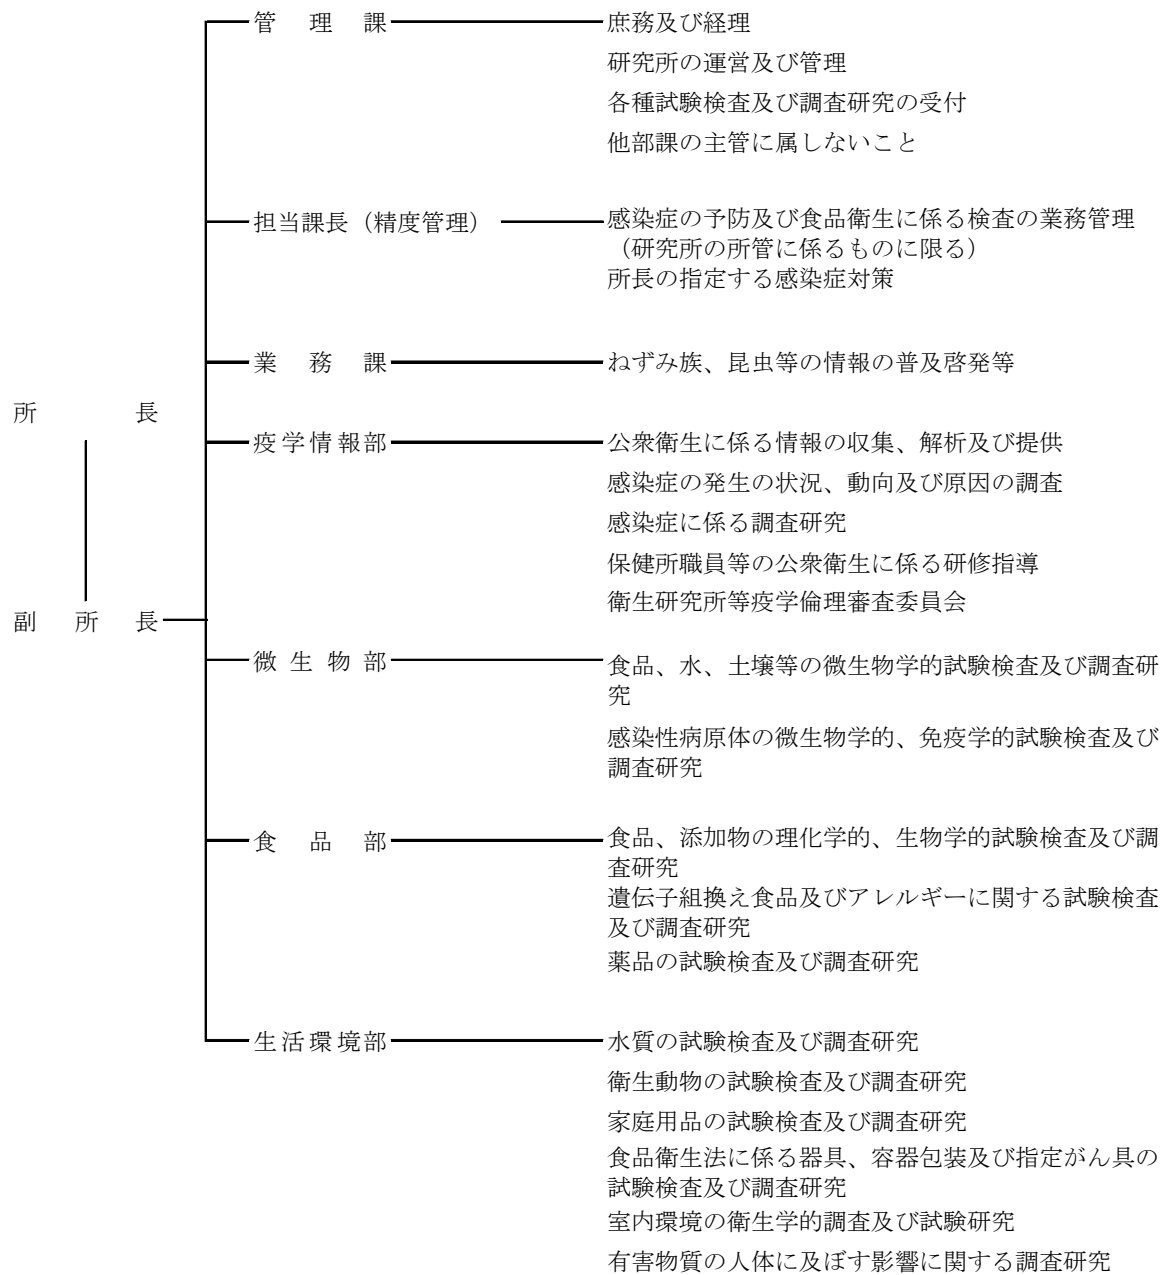 管理課
庶務及び経理
研究所の運営及び管理
各種試験検査及び調査研究の受付
他部課の主管に属しないこと
担当課長（精度管理）
感染症の予防及び食品衛生に係る検査の業務管理
（研究所の所管に係るものに限る）
所長の指定する感染症対策
業務課
ねずみ族、昆虫等の情報の普及啓発等
所長
疫学情報部
公衆衛生に係る情報の収集、解析及び提供
感染症の発生の状況、動向及び原因の調査
感染症に係る調査研究
保健所職員等の公衆衛生に係る研修指導
衛生研究所等疫学倫理審査委員会
副所長
微生物部
食品、水、土壌等の微生物学的試験検査及び調査研
究
感染性病原体の微生物学的、免疫学的試験検査及び
調査研究
食品部
食品、添加物の理化学的、生物学的試験検査及び調
査研究
遺伝子組換え食品及びアレルギーに関する試験検査
及び調査研究
薬品の試験検査及び調査研究
生活環境部
水質の試験検査及び調査研究
衛生動物の試験検査及び調査研究
家庭用品の試験検査及び調査研究
食品衛生法に係る器具、容器包装及び指定がん具の
試験検査及び調査研究
室内環境の衛生学的調査及び試験研究
有害物質の人体に及ぼす影響に関する調査研究